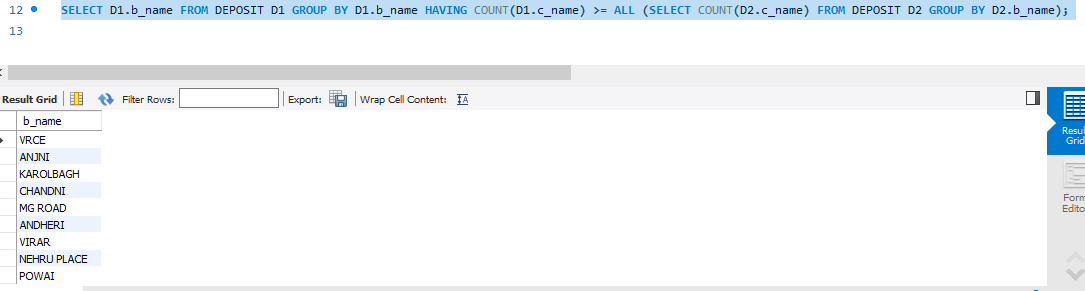 12 SELECT D1.b_name FROM DEPOSIT D1 GROUP BY D1.b_name HAVING COUNT(D1.c_name) >= ALL (SELECT COUNT(D2.c_name) FROM DEPOSIT D2 GROUP BY D2.b_name);
13
Result Grid Filter Rows: Export: Wrap Cell Content: IA
b_name
VRCE
ANJNI
KAROLBAGH
CHANDNI
MG ROAD
ANDHERI
VIRAR
NEHRU PLACE
POWAI
Resul
Grid
Form
Edito